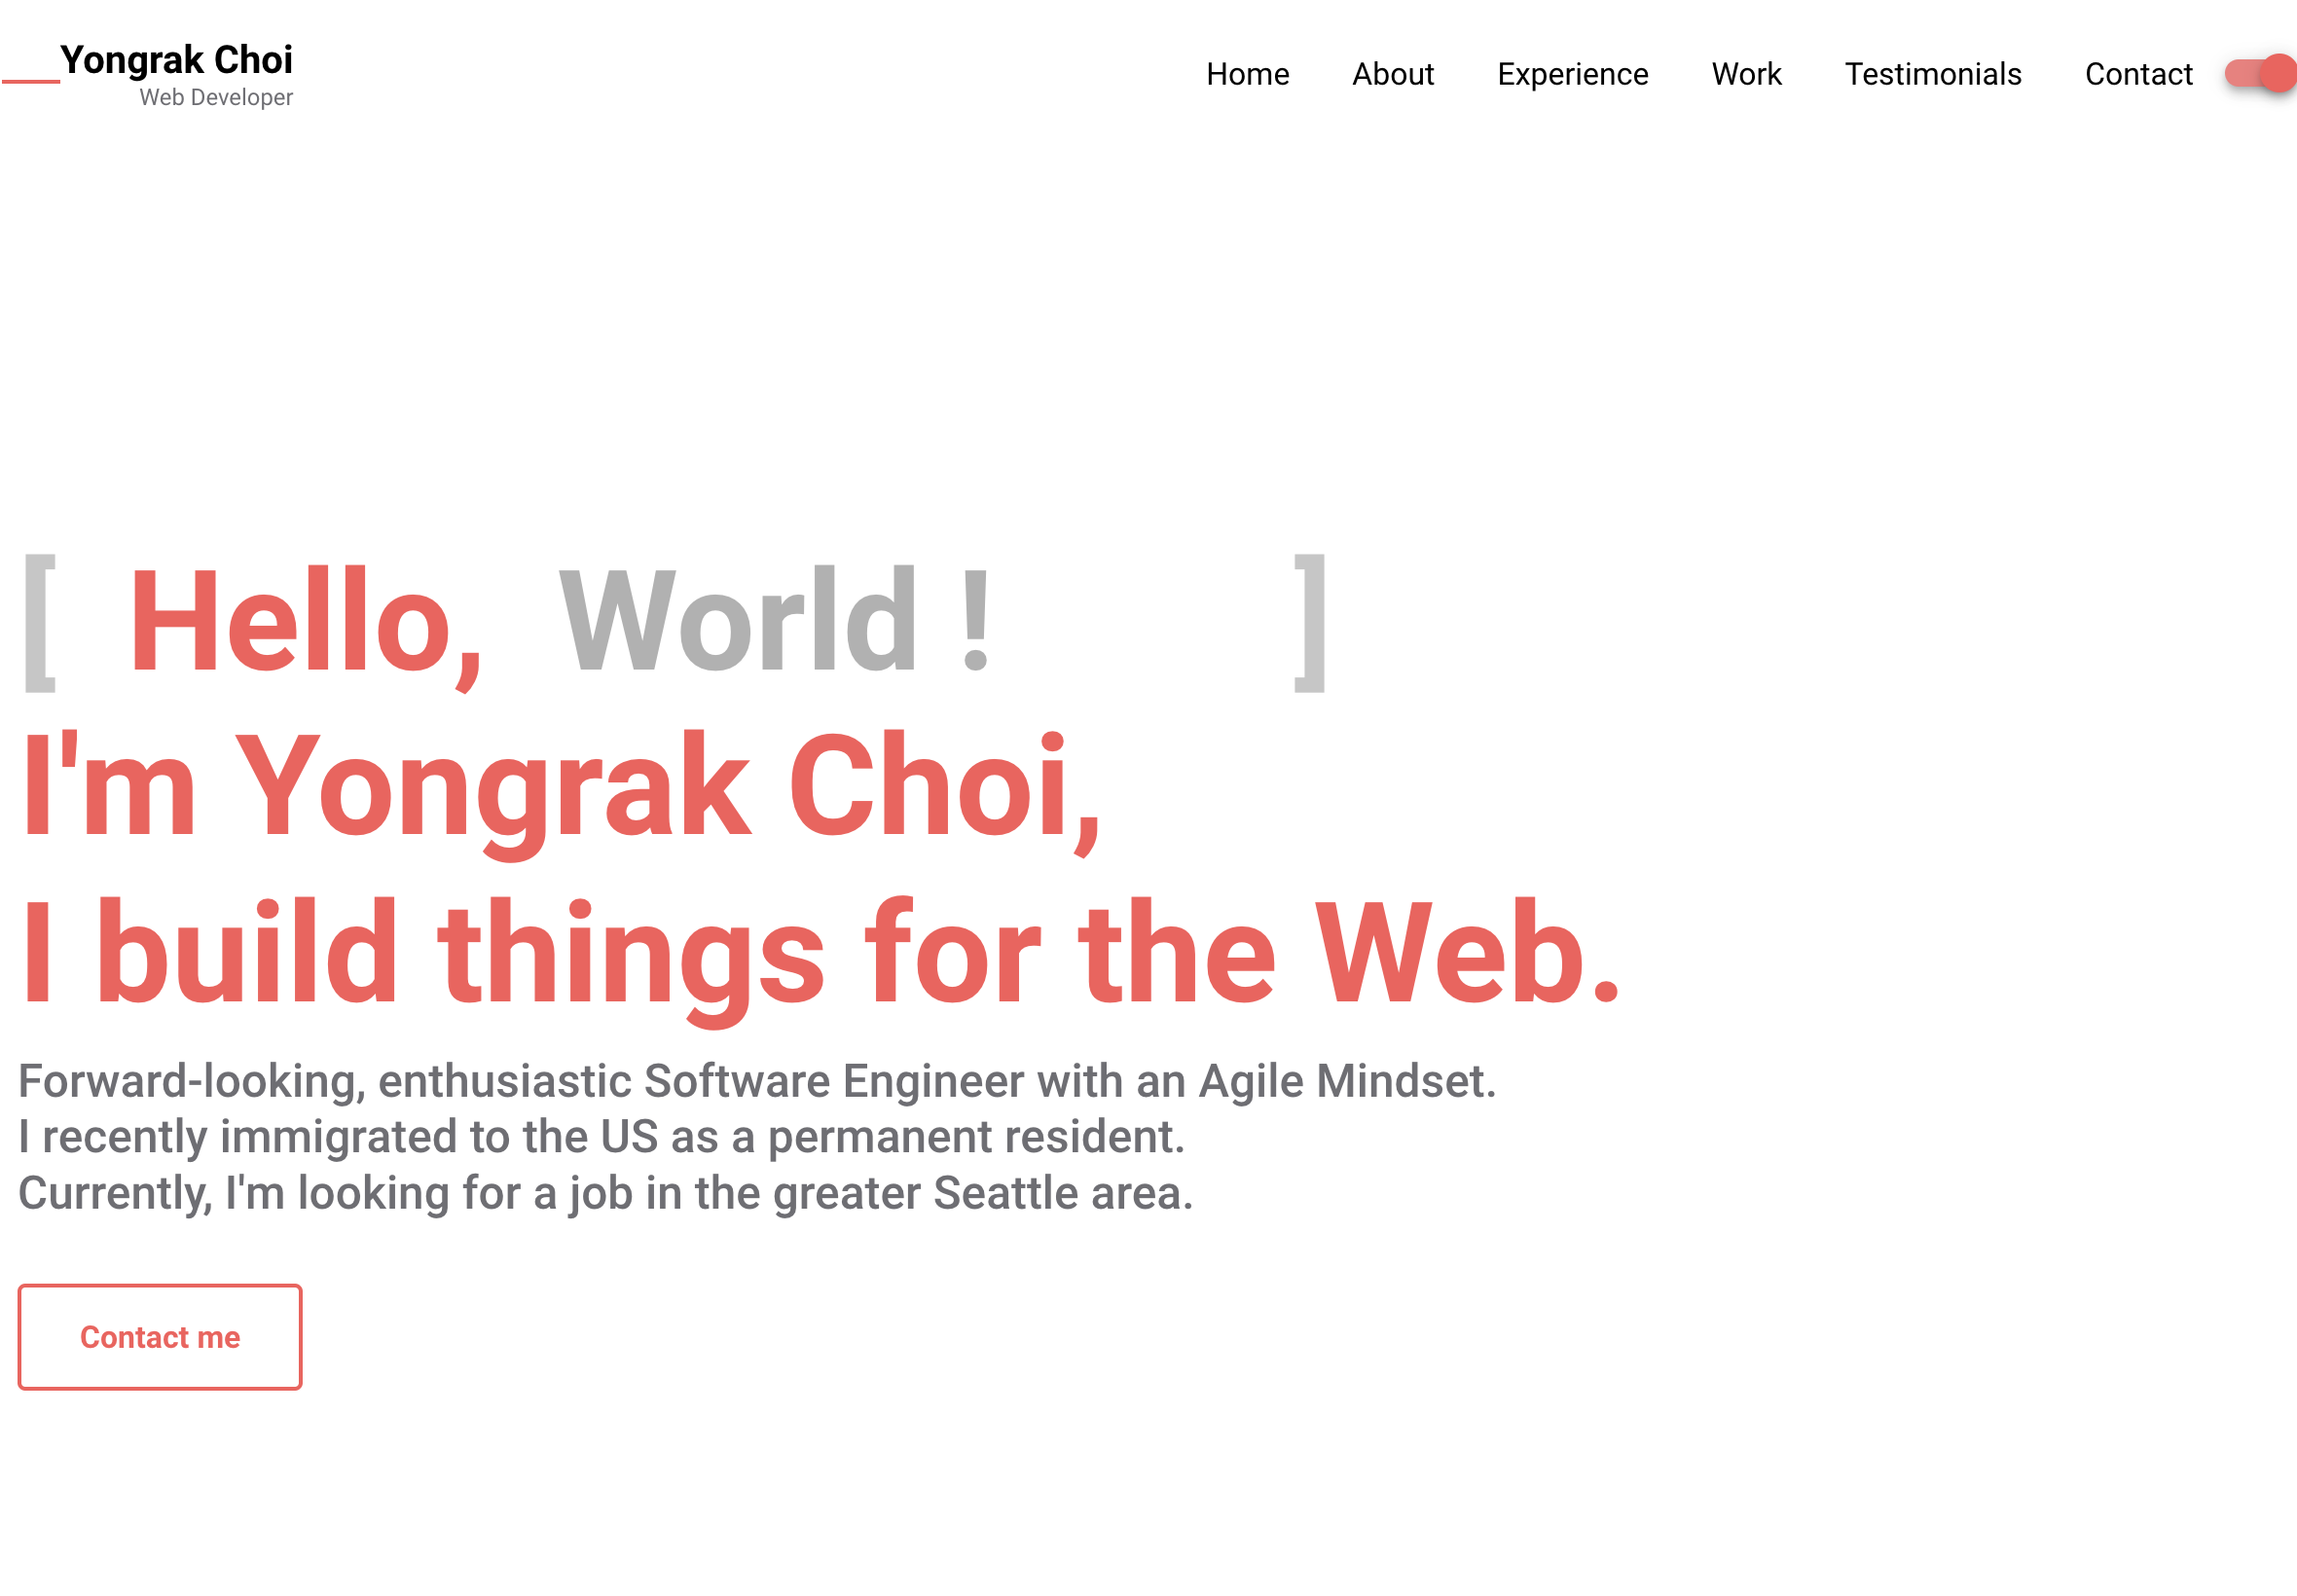 Yongrak Choi
Web Developer
Home About Experience Work Testimonials Contact
[ Hello, World ! ]
I'm Yongrak Choi,
I build things for the Web.
Forward-looking, enthusiastic Software Engineer with an Agile Mindset.
I recently immigrated to the US as a permanent resident.
Currently, I'm looking for a job in the greater Seattle area.
Contact me